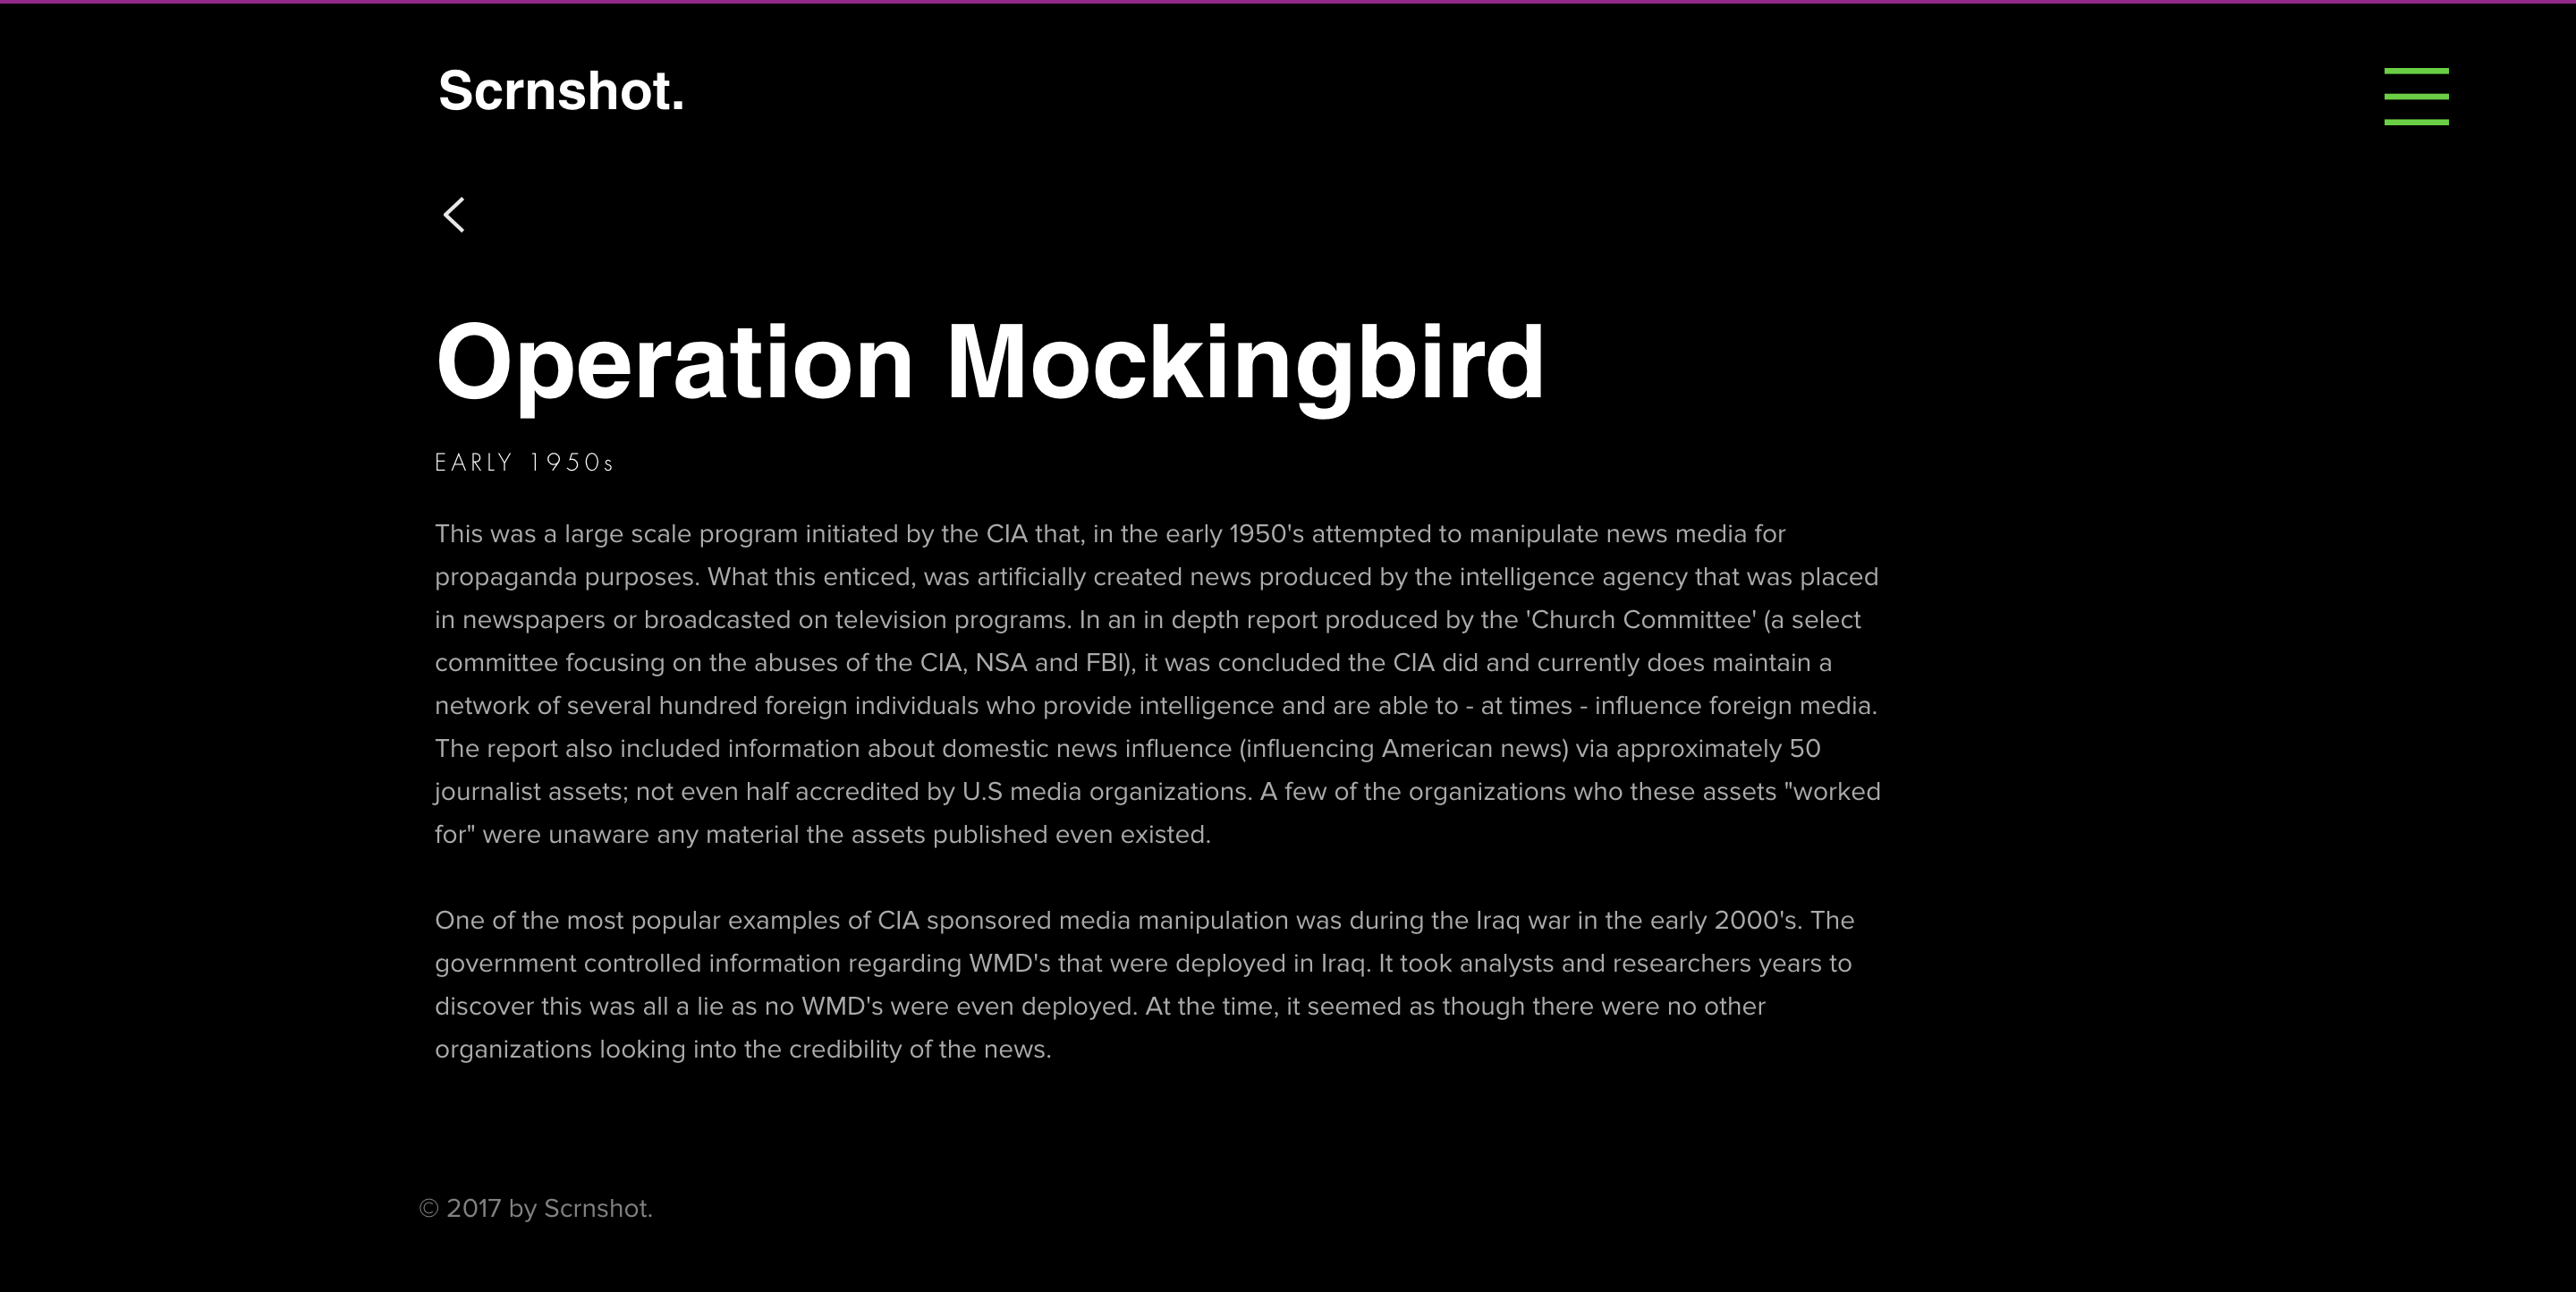 Scrnshot.
Operation Mockingbird
EARLY 1950s
This was a large scale program initiated by the CIA that, in the early 1950's attempted to manipulate news media for
propaganda purposes. What this enticed, was artificially created news produced by the intelligence agency that was placed
in newspapers or broadcasted on television programs. In an in depth report produced by the 'Church Committee' (a select
committee focusing on the abuses of the CIA, NSA and FBI), it was concluded the CIA did and currently does maintain a
network of several hundred foreign individuals who provide intelligence and are able to - at times - influence foreign media.
The report also included information about domestic news influence (influencing American news) via approximately 50
journalist assets; not even half accredited by U.S media organizations. A few of the organizations who these assets "worked
for" were unaware any material the assets published even existed.
One of the most popular examples of CIA sponsored media manipulation was during the Iraq war in the early 2000's. The
government controlled information regarding WMD's that were deployed in Iraq. It took analysts and researchers years to
discover this was all a lie as no WMD's were even deployed. At the time, it seemed as though there were no other
organizations looking into the credibility of the news.
© 2017 by Scrnshot.